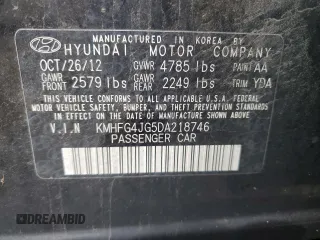 MANUFACTURED IN KOREA BY
HYUNDAI MOTOR COMPANY
OCT/26/12 GVWR 4785 lbs PAINT AA
GAWR FRONT 2579 lbs GAWR REAR 2249 lbs TRIM YDA
THIS VEHICLE CONFORMS TO ALL APPLICABLE U.S.A. FEDERAL
MOTOR VEHICLE SAFETY, BUMPER, AND THEFT PREVENTION
STANDARDS IN EFFECT ON THE DATE OF MANUFACTURE SHOWN ABOVE.
V.I.N KMHFG4JG5DA218746
PASSENGER CAR
DREAMBID